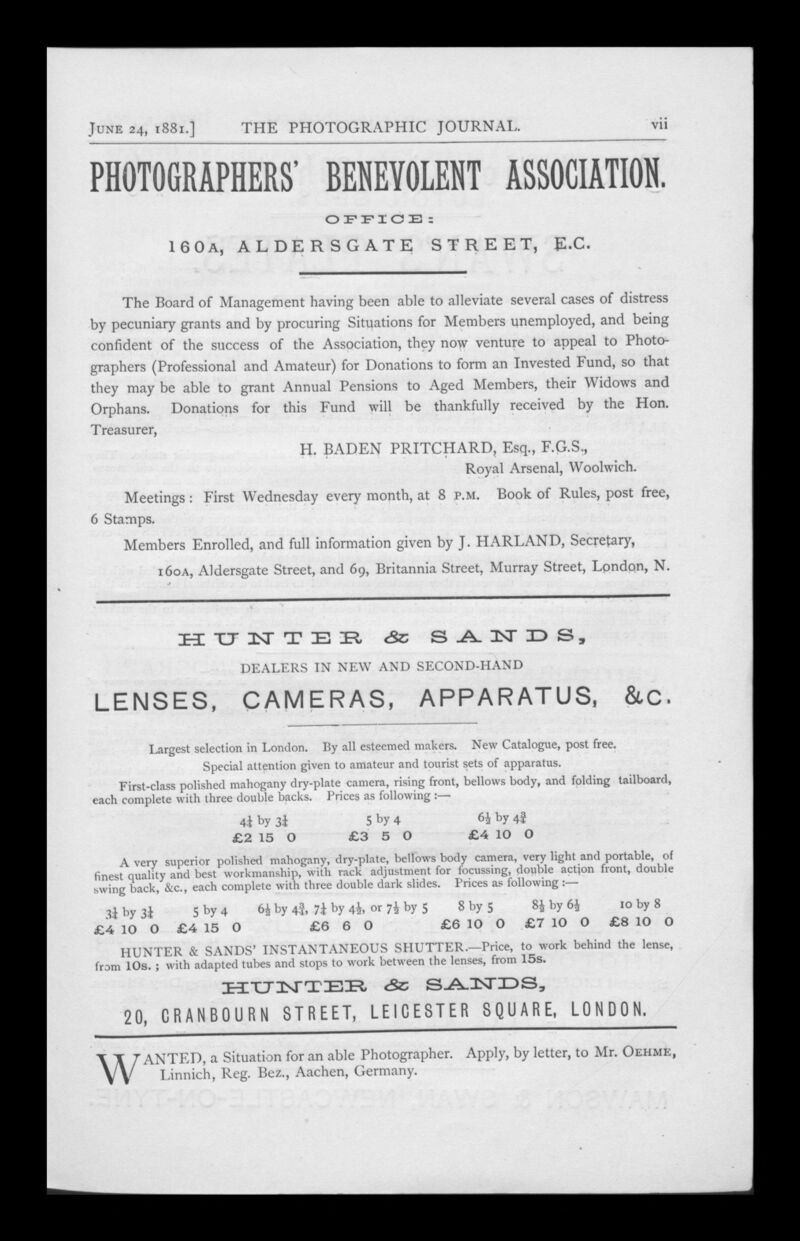 JUNE 24, 1881.] THE PHOTOGRAPHIC JOURNAL. vii
PHOTOGRAPHERS' BENEVOLENT ASSOCIATION.
OFFICE:
160A, ALDERSGATE STREET, E.C.
The Board of Management having been able to alleviate several cases of distress
by pecuniary grants and by procuring Situations for Members unemployed, and being
confident of the success of the Association, they now venture to appeal to Photo-
graphers (Professional and Amateur) for Donations to form an Invested Fund, so that
they may be able to grant Annual Pensions to Aged Members, their Widows and
Orphans. Donations for this Fund will be thankfully received by the Hon.
Treasurer,
H. BADEN PRITCHARD, Esq., F.G.S.,
Royal Arsenal, Woolwich.
Meetings: First Wednesday every month, at 8 P.M. Book of Rules, post free,
6 Stamps.
Members Enrolled, and full information given by J. HARLAND, Secretary,
160A, Aldersgate Street, and 69, Britannia Street, Murray Street, London, N.
HUNTER & SANDS,
DEALERS IN NEW AND SECOND-HAND
LENSES, CAMERAS, APPARATUS, &c.
Largest selection in London. By all esteemed makers. New Catalogue, post free.
Special attention given to amateur and tourist sets of apparatus.
First-class polished mahogany dry-plate camera, rising front, bellows body, and folding tailboard,
each complete with three double backs. Prices as following:—
4¼ by 3¼ 5 by 4 6½ by 4¾
£2 15 0 £3 5 0 £4 10 0
A very superior polished mahogany, dry-plate, bellows body camera, very light and portable, of
finest quality and best workmanship, with rack adjustment for focussing, double action front, double
swing back, &c., each complete with three double dark slides. Prices as following:—
3¼ by 3¼ 5 by 4 6½ by 4¾, 7¼ by 4½, or 7½ by 5 8 by 5 8½ by 6½ 10 by 8
£4 10 0 £4 15 0 £6 6 0 £6 10 0 £7 10 0 £8 10 0
HUNTER & SANDS' INSTANTANEOUS SHUTTER.—Price, to work behind the lense,
from 10s.; with adapted tubes and stops to work between the lenses, from 15s.
HUNTER & SANDS,
20, CRANBOURN STREET, LEICESTER SQUARE, LONDON.
WANTED, a Situation for an able Photographer. Apply, by letter, to Mr. OEHME,
Linnich, Reg. Bez., Aachen, Germany.